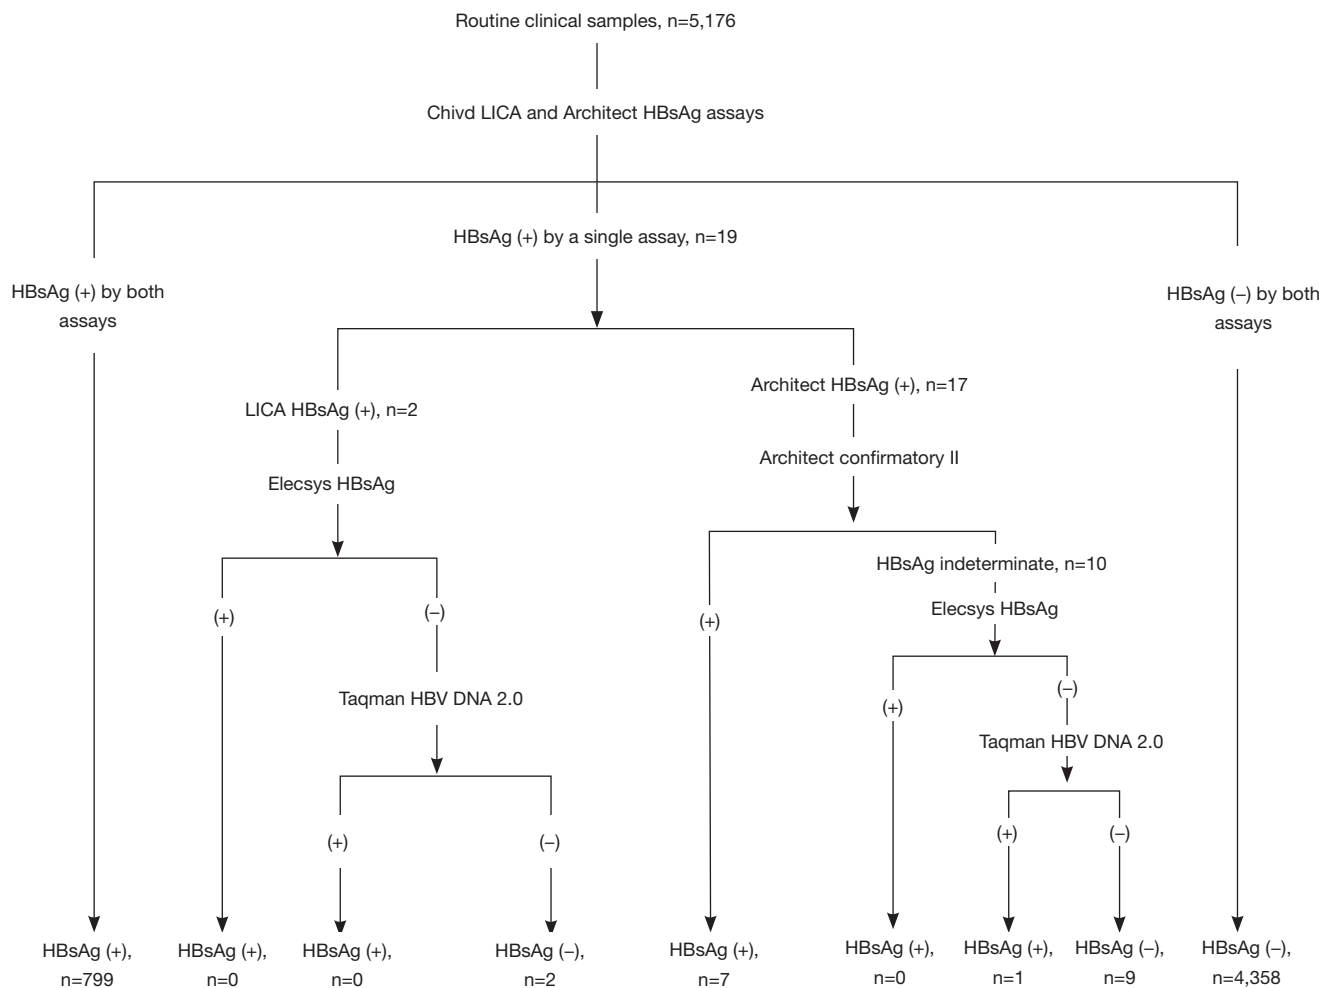 Routine clinical samples, n=5,176
Chivd LICA and Architect HBsAg assays
HBsAg (+) by a single assay, n=19
HBsAg (+) by both
assays
HBsAg (–) by both
assays
LICA HBsAg (+), n=2
Elecsys HBsAg
Architect HBsAg (+), n=17
Architect confirmatory II
HBsAg indeterminate, n=10
Elecsys HBsAg
(+)
(–)
(+)
(+)
(–)
Taqman HBV DNA 2.0
Taqman HBV DNA 2.0
(+)
(–)
(+)
(–)
HBsAg (+),
n=799
HBsAg (+),
n=0
HBsAg (+),
n=0
HBsAg (–),
n=2
HBsAg (+),
n=7
HBsAg (+),
n=0
HBsAg (+),
n=1
HBsAg (–),
n=9
HBsAg (–),
n=4,358